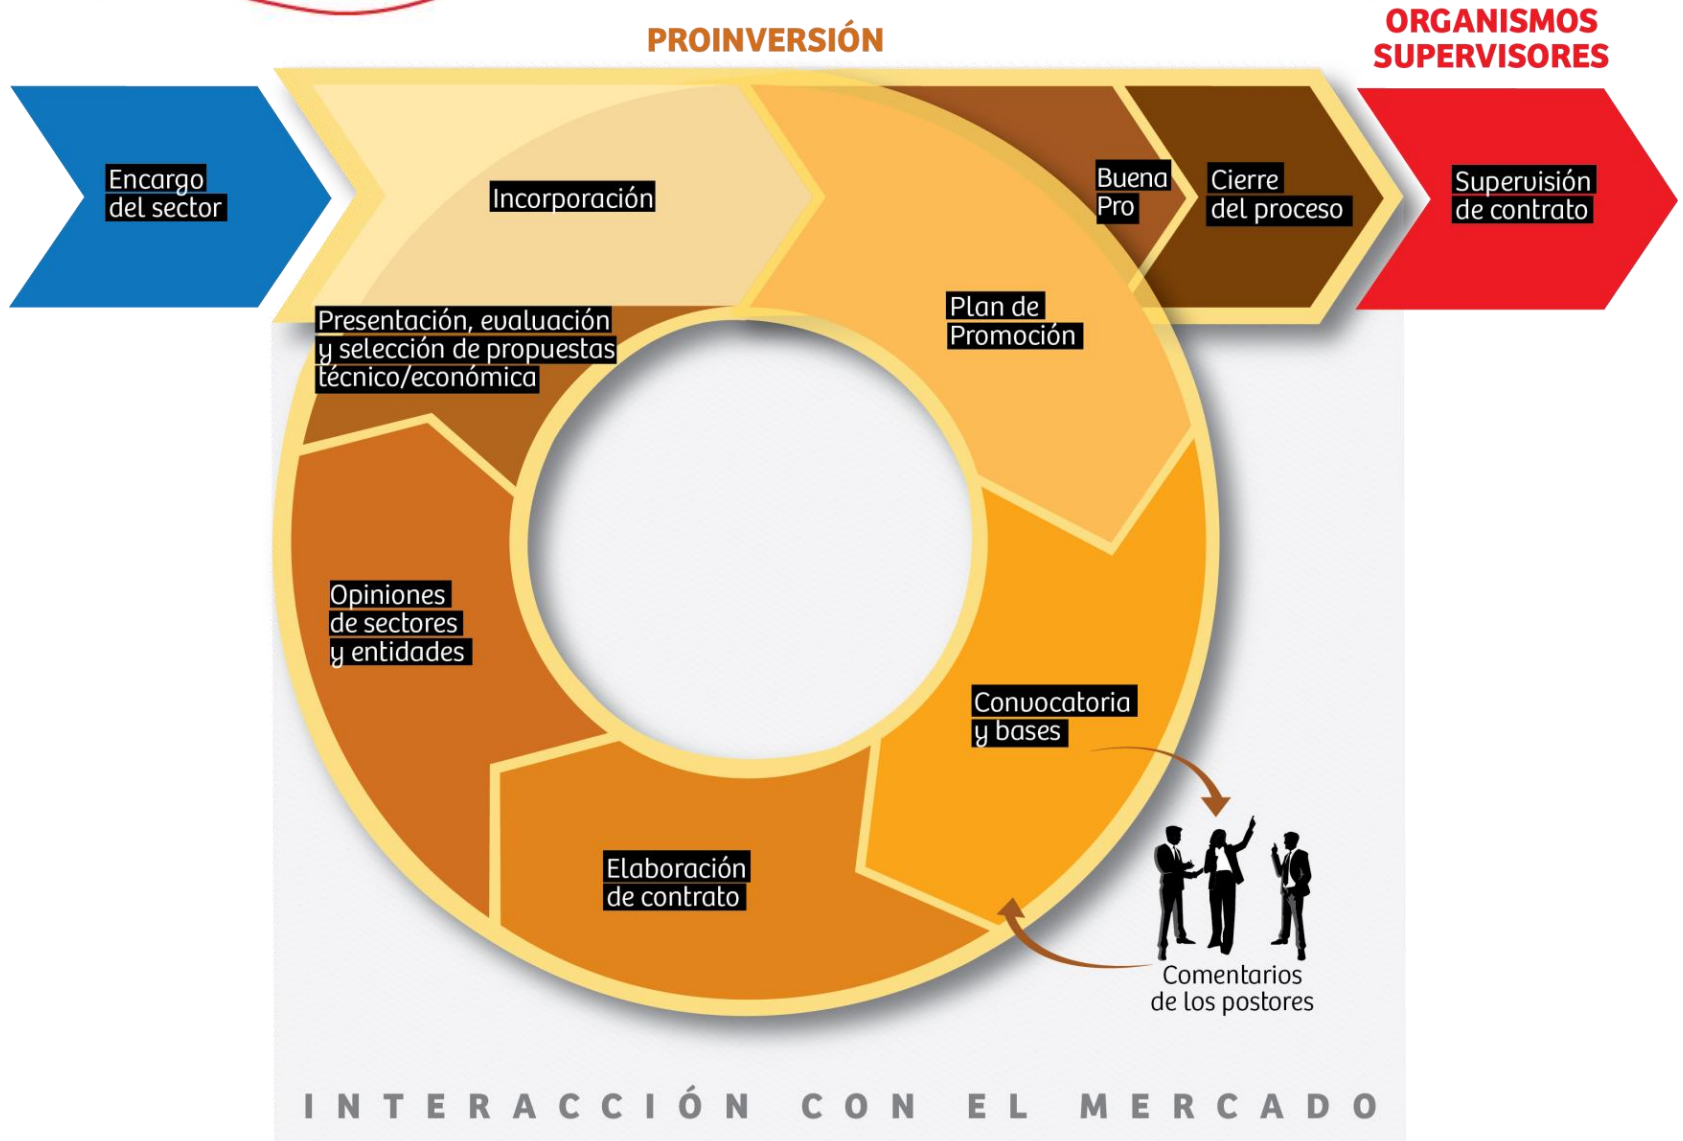 PROINVERSIÓN
ORGANISMOS
SUPERVISORES
Encargo
del sector
Incorporación
Buena
Pro
Cierre
del proceso
Supervisión
de contrato
Plan de
Promoción
Presentación, evaluación
y selección de propuestas
técnico/económica
Opiniones
de sectores
y entidades
Convocatoria
y bases
Elaboración
de contrato
Comentarios
de los postores
INTERACCIÓN CON EL MERCADO